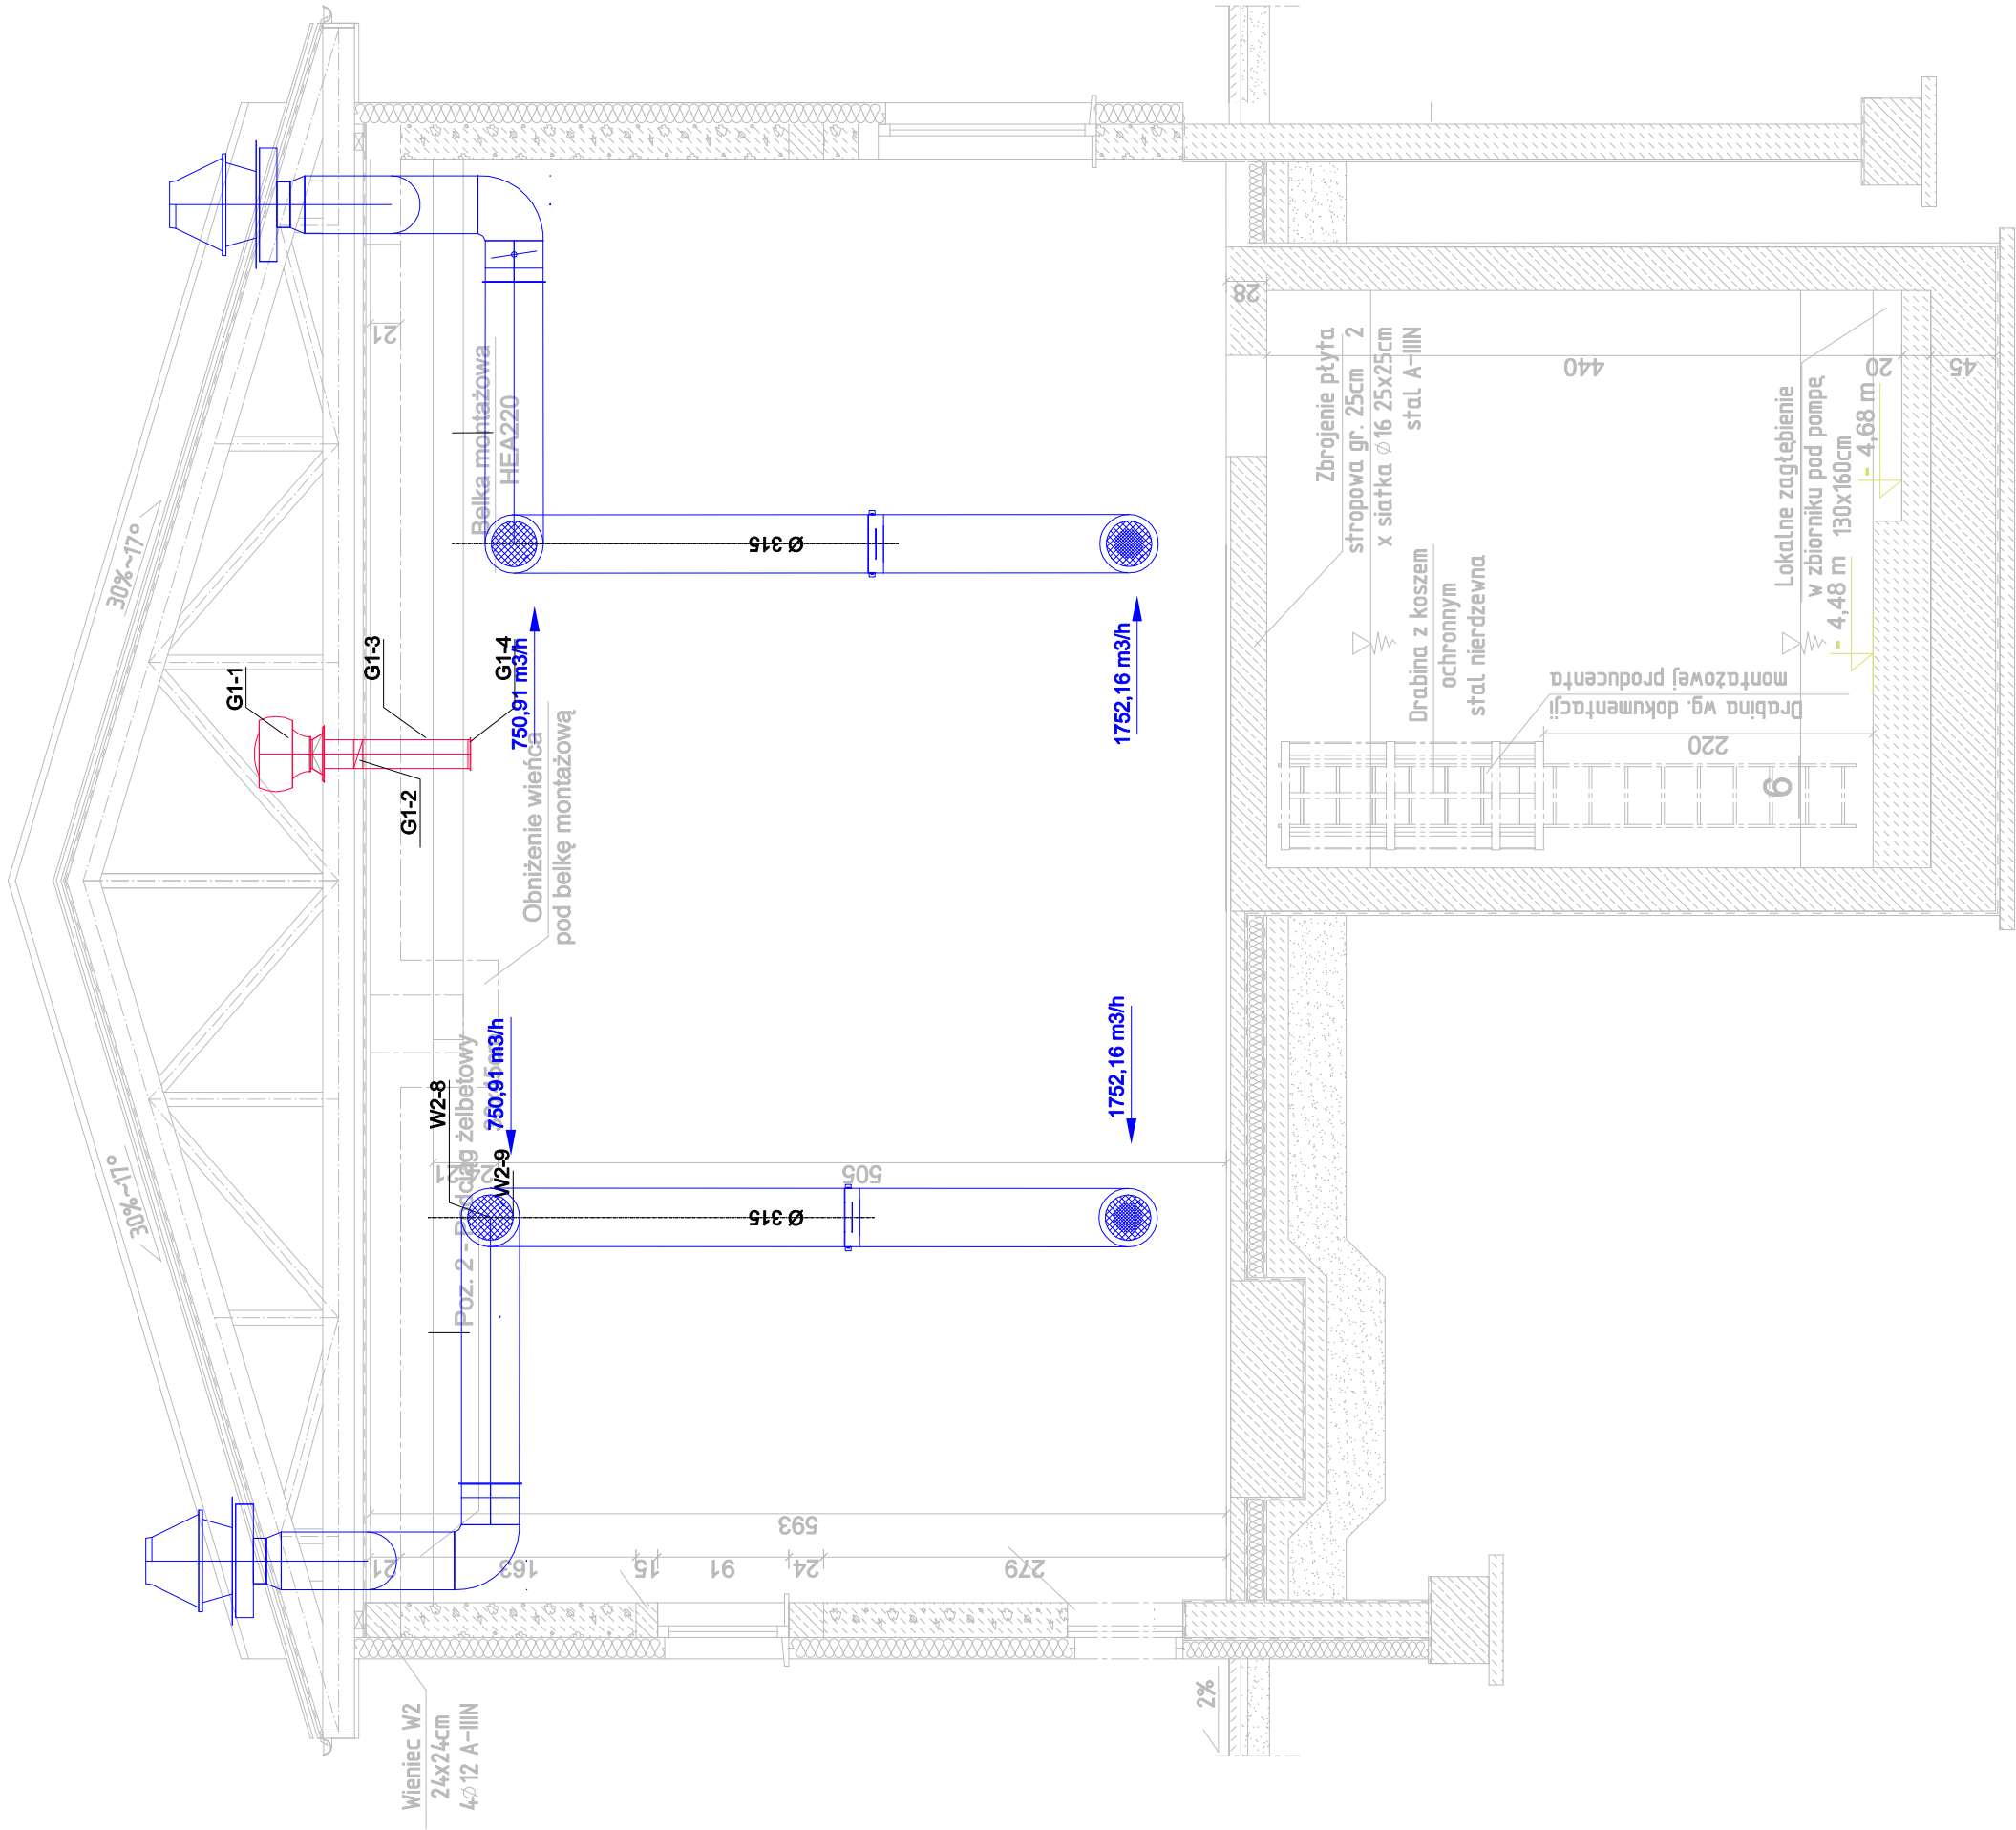 30%~17°
30%~17°
G1-1
G1-2
G1-3
G1-4
21
Belka montażowa
HEA220
Ø 315
750,91 m3/h
1752,16 m3/h
Obniżenie wieńca
pod belkę montażową
750,91 m3/h
1752,16 m3/h
W2-8
W2-9
Poz. 2 - żelbetowy
2421
505
Ø 315
593
21
163
15
91
24
279
Wieniec W2
24x24cm
4∅12 A-IIIN
2%
28
Zbrojenie płyta
stropowa gr. 25cm 2
x siatka ∅16 25x25cm
stal A-IIIN
440
20
45
Drabina z koszem
ochronnym
stal nierdzewna
Lokalne zagłębienie
w zbiorniku pod pompę
130x160cm
- 4,68 m
- 4,48 m
Drabina wg. dokumentacji
montażowej producenta
220
9